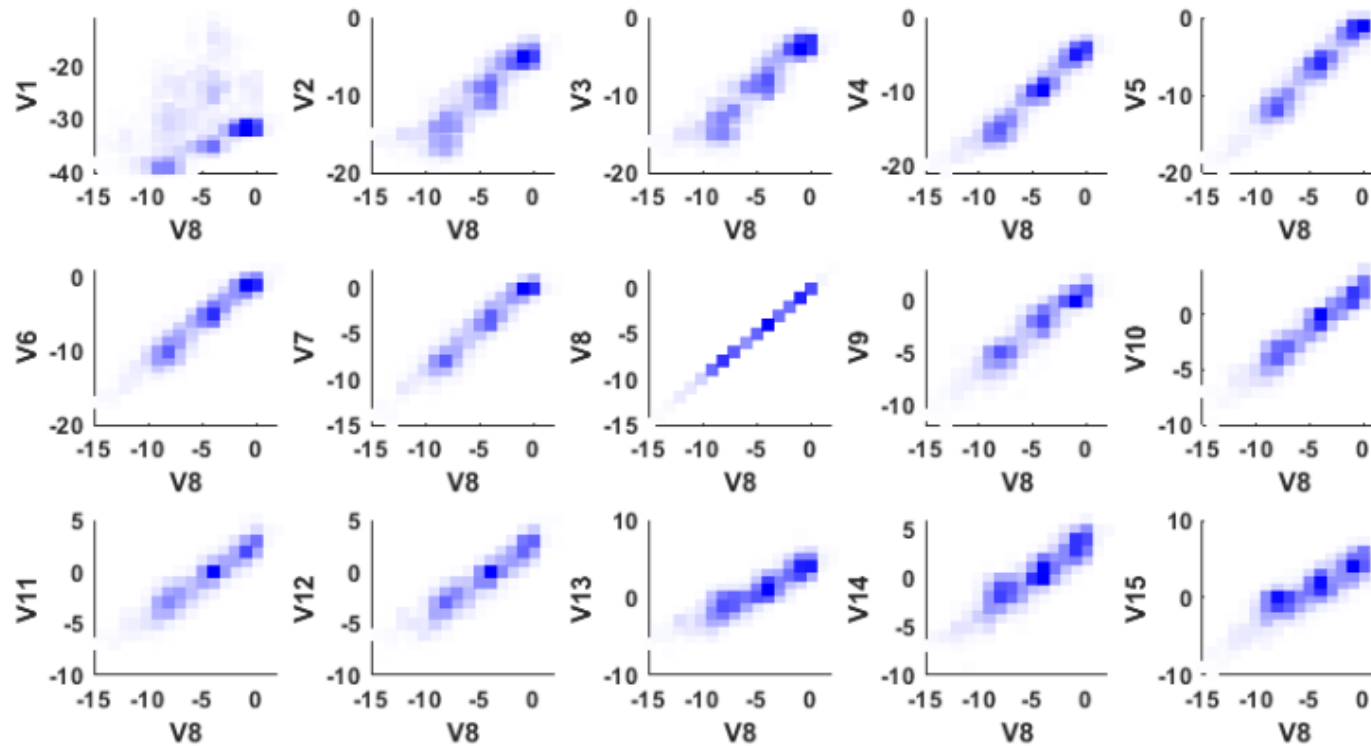 0 0 0 0
-20 -5 -5
V1 V2 -10 V3 -10 V4 -10 V5 -10
-30
-40 -20 -20 -20 -20
-15 -10 -5 0 -15 -10 -5 0 -15 -10 -5 0 -15 -10 -5 0 -15 -10 -5 0
V8 V8 V8 V8 V8
0 0 0
V6 -10 V7 -5 V8 -5 V9 0 V10 0
-10 -10 -5 -5
-20 -15 -15 -10 -10
-15 -10 -5 0 -15 -10 -5 0 -15 -10 -5 0 -15 -10 -5 0 -15 -10 -5 0
V8 V8 V8 V8 V8
5 5 10 5 10
V11 0 V12 0 V13 0 V14 0 V15 0
-5 -5 -5
-10 -10 -10 -10 -10
-15 -10 -5 0 -15 -10 -5 0 -15 -10 -5 0 -15 -10 -5 0 -15 -10 -5 0
V8 V8 V8 V8 V8